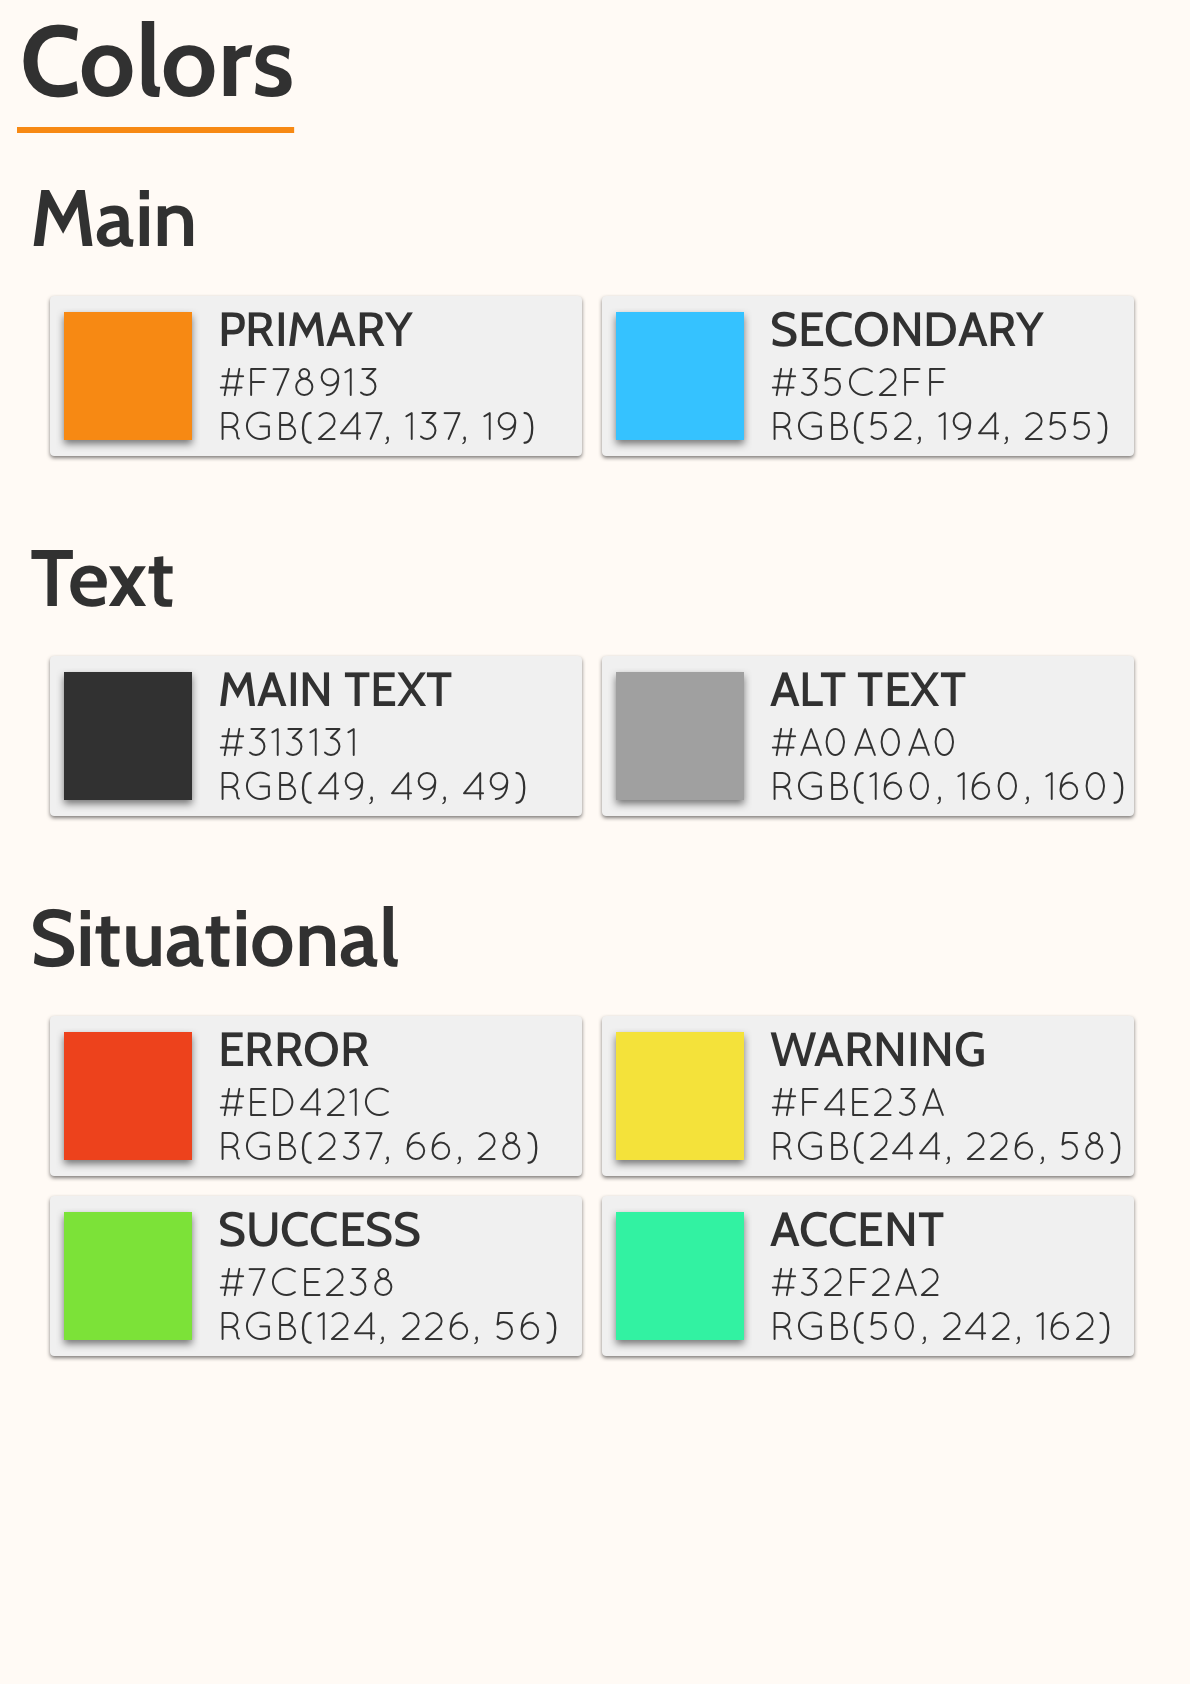 Colors
Main
PRIMARY
#F78913
RGB(247, 137, 19)
SECONDARY
#35C2FF
RGB(52, 194, 255)
Text
MAIN TEXT
#313131
RGB(49, 49, 49)
ALT TEXT
#A0A0A0
RGB(160, 160, 160)
Situational
ERROR
#ED421C
RGB(237, 66, 28)
WARNING
#F4E23A
RGB(244, 226, 58)
SUCCESS
#7CE238
RGB(124, 226, 56)
ACCENT
#32F2A2
RGB(50, 242, 162)